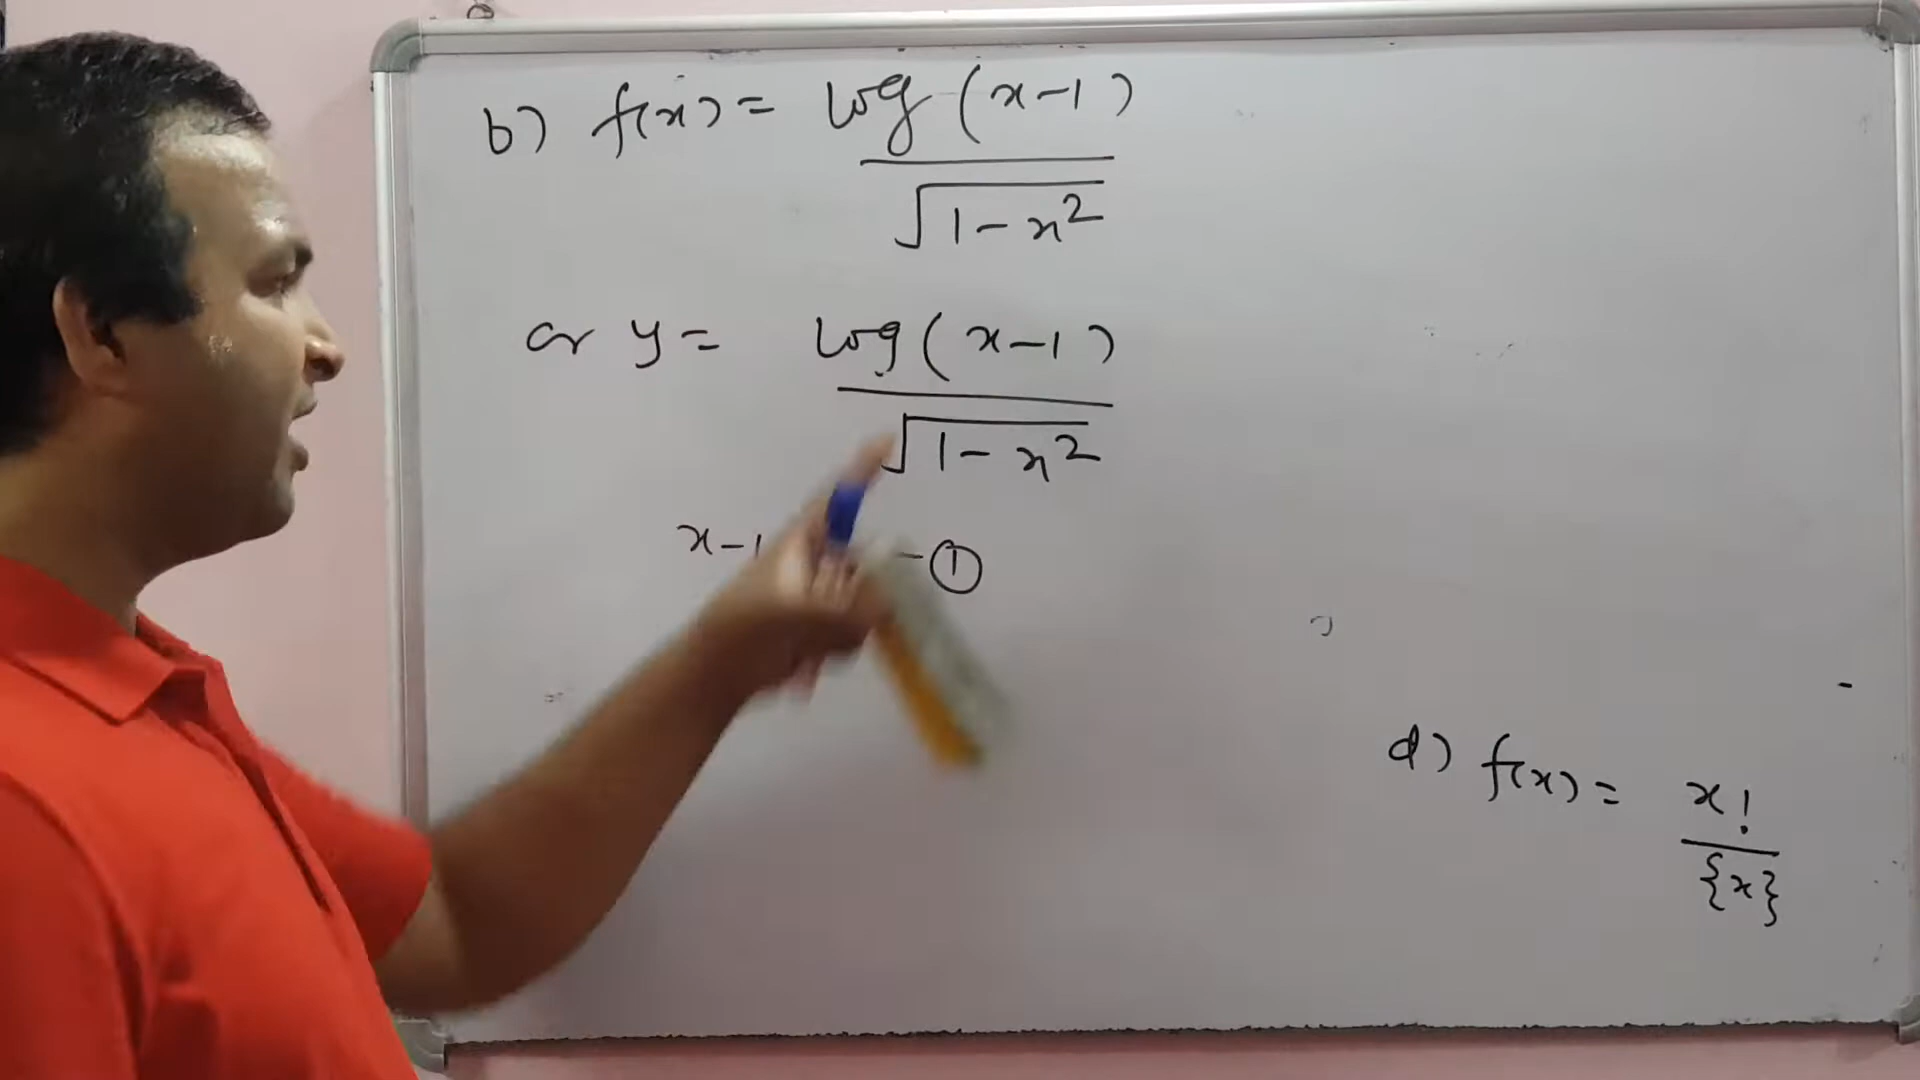 b) f(x) = log(x-1)
√1-x²
or y = log(x-1)
√1-x²
x-1 - ①
d) f(x) = x!
{x}